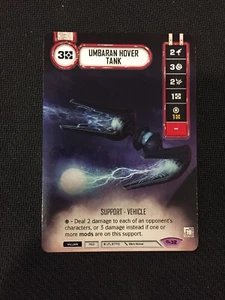 3
UMBARAN HOVER
TANK
2
3
2
1
1
-
SUPPORT - VEHICLE
- Deal 2 damage to each of an opponent's
characters, or 3 damage instead if one or
more mods are on this support.